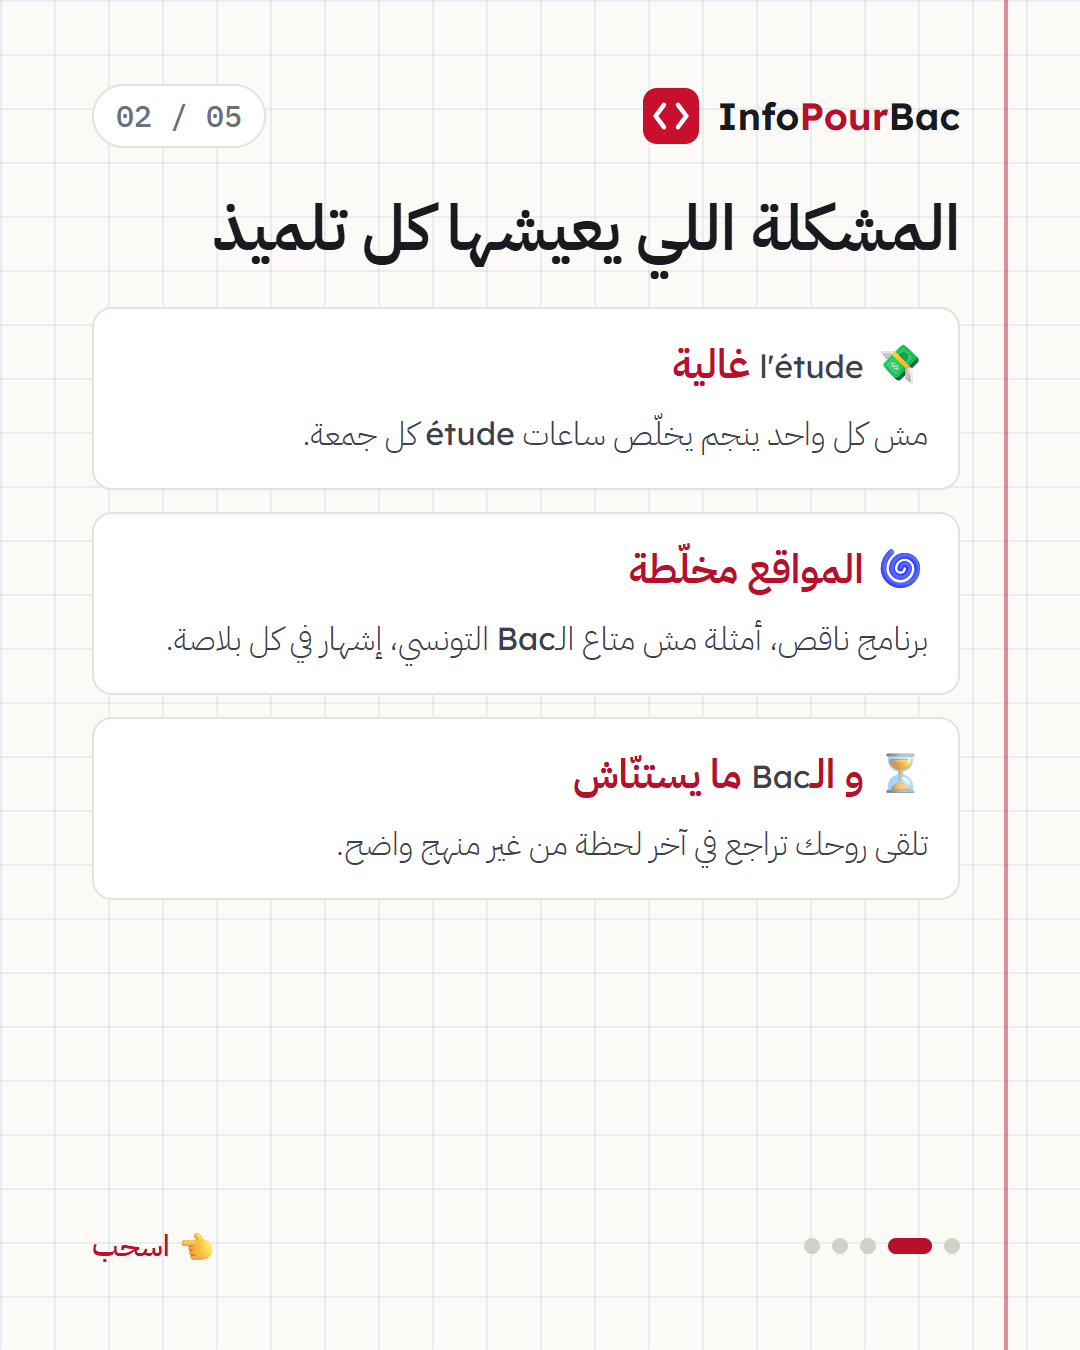 InfoPourBac
02 / 05
المشكلة اللي يعيشها كل تلميذ
💸 l'étude غالية
مش كل واحد ينجم يخلّص ساعات étude كل جمعة.
🌀 المواقع مخلّطة
برنامج ناقص، أمثلة مش متاع الـBac التونسي، إشهار في كل بلاصة.
⏳ و الـBac ما يستنّاش
تلقى روحك تراجع في آخر لحظة من غير منهج واضح.
اسحب 👈